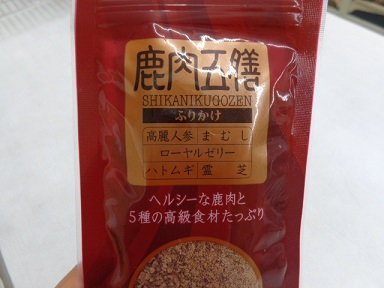 鹿肉五膳
SHIKANIKUGOZEN
ふりかけ
高麗人参 まむし
ローヤルゼリー
ハトムギ 霊芝
ヘルシーな鹿肉と
5種の高級食材たっぷり